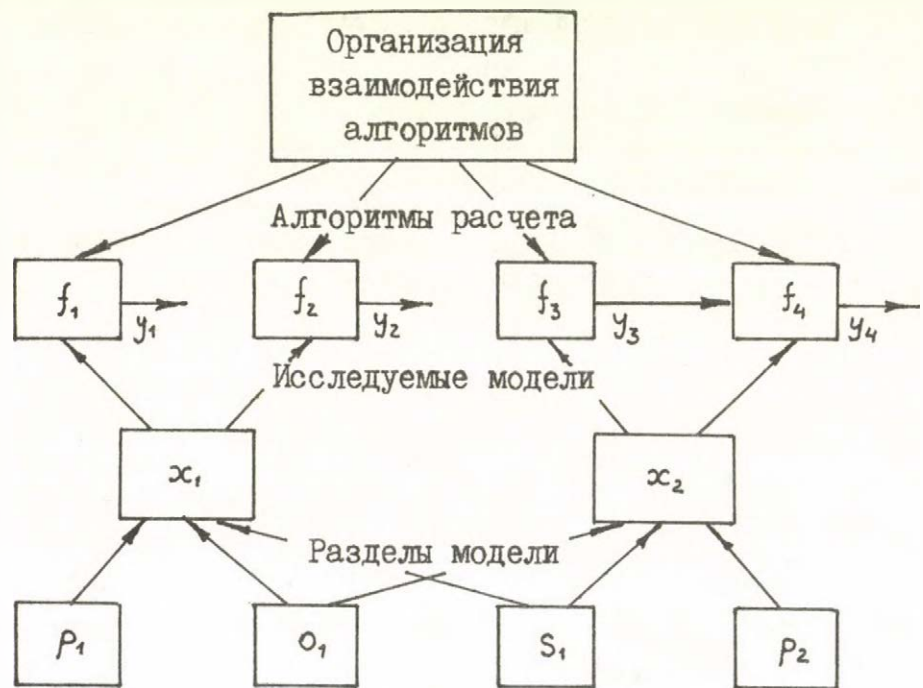 Организация
взаимодействия
алгоритмов
Алгоритмы расчета
f₁ f₂ f₃ f₄
y₁ y₂ y₃ y₄
Исследуемые модели
x₁ x₂
Разделы модели
P₁ O₁ S₁ P₂